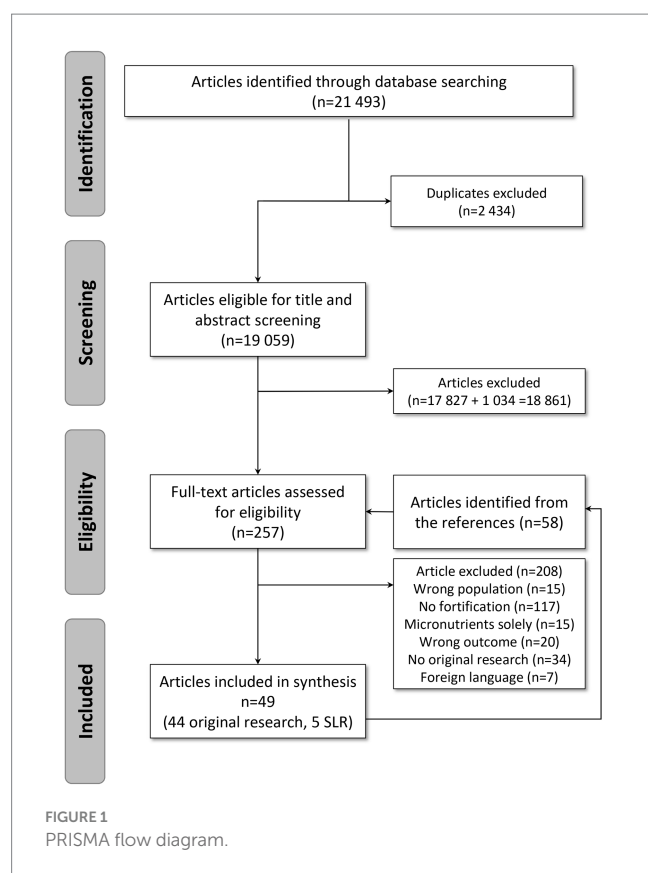 Identification
Articles identified through database searching
(n=21 493)
Duplicates excluded
(n=2 434)
Screening
Articles eligible for title and
abstract screening
(n=19 059)
Articles excluded
(n=17 827 + 1 034 =18 861)
Eligibility
Full-text articles assessed
for eligibility
(n=257)
Articles identified from
the references (n=58)
Article excluded (n=208)
Wrong population (n=15)
No fortification (n=117)
Micronutrients solely (n=15)
Wrong outcome (n=20)
No original research (n=34)
Foreign language (n=7)
Included
Articles included in synthesis
n=49
(44 original research, 5 SLR)
FIGURE 1
PRISMA flow diagram.